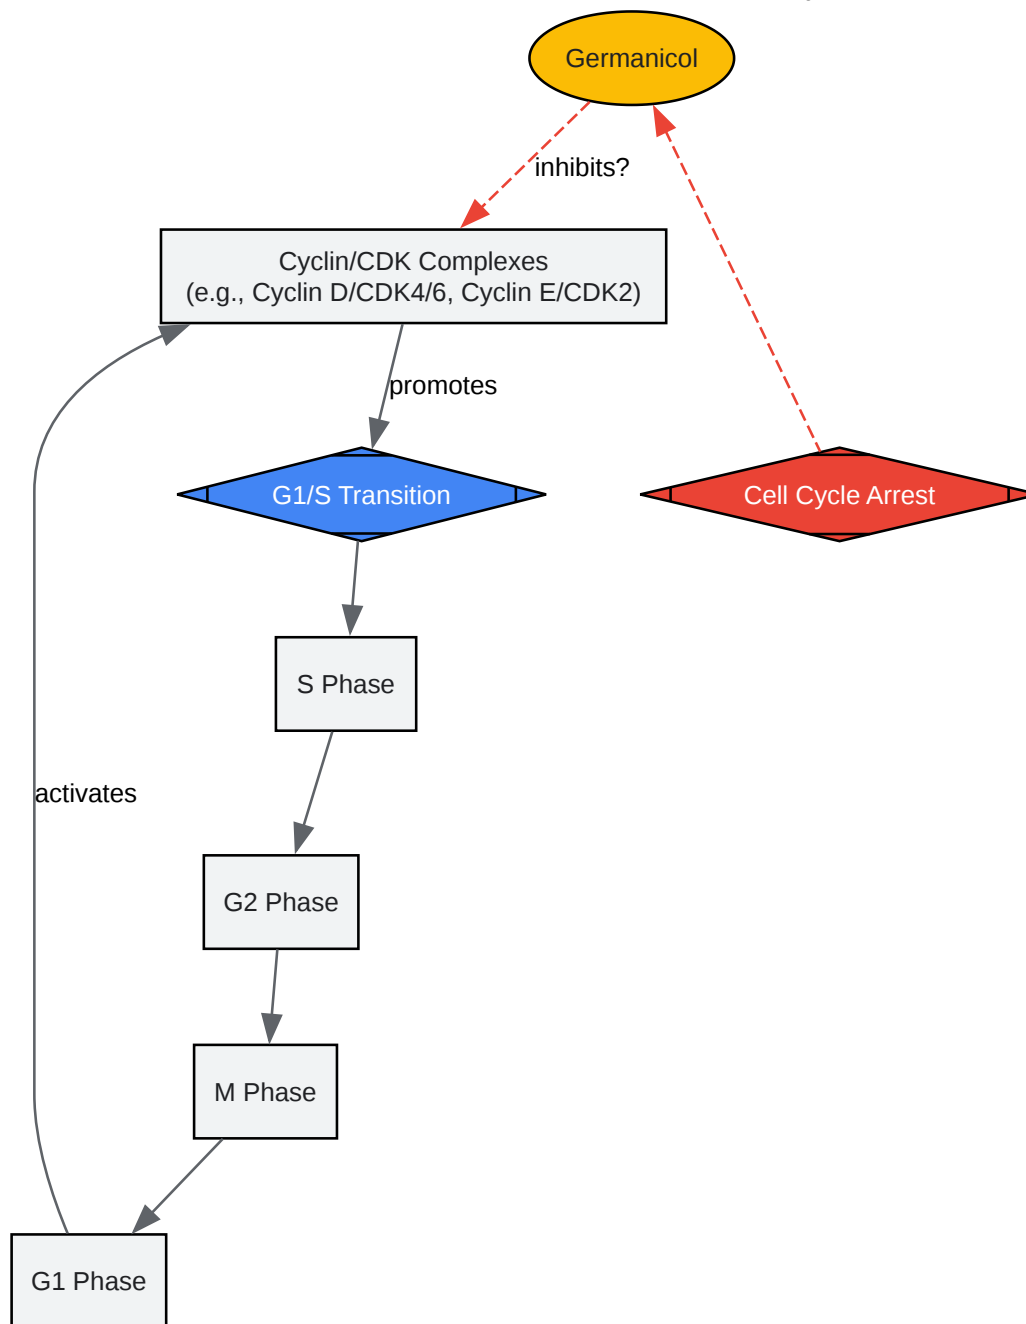 Germanicol
inhibits?
Cyclin/CDK Complexes
(e.g., Cyclin D/CDK4/6, Cyclin E/CDK2)
promotes
G1/S Transition
Cell Cycle Arrest
S Phase
activates
G2 Phase
M Phase
G1 Phase